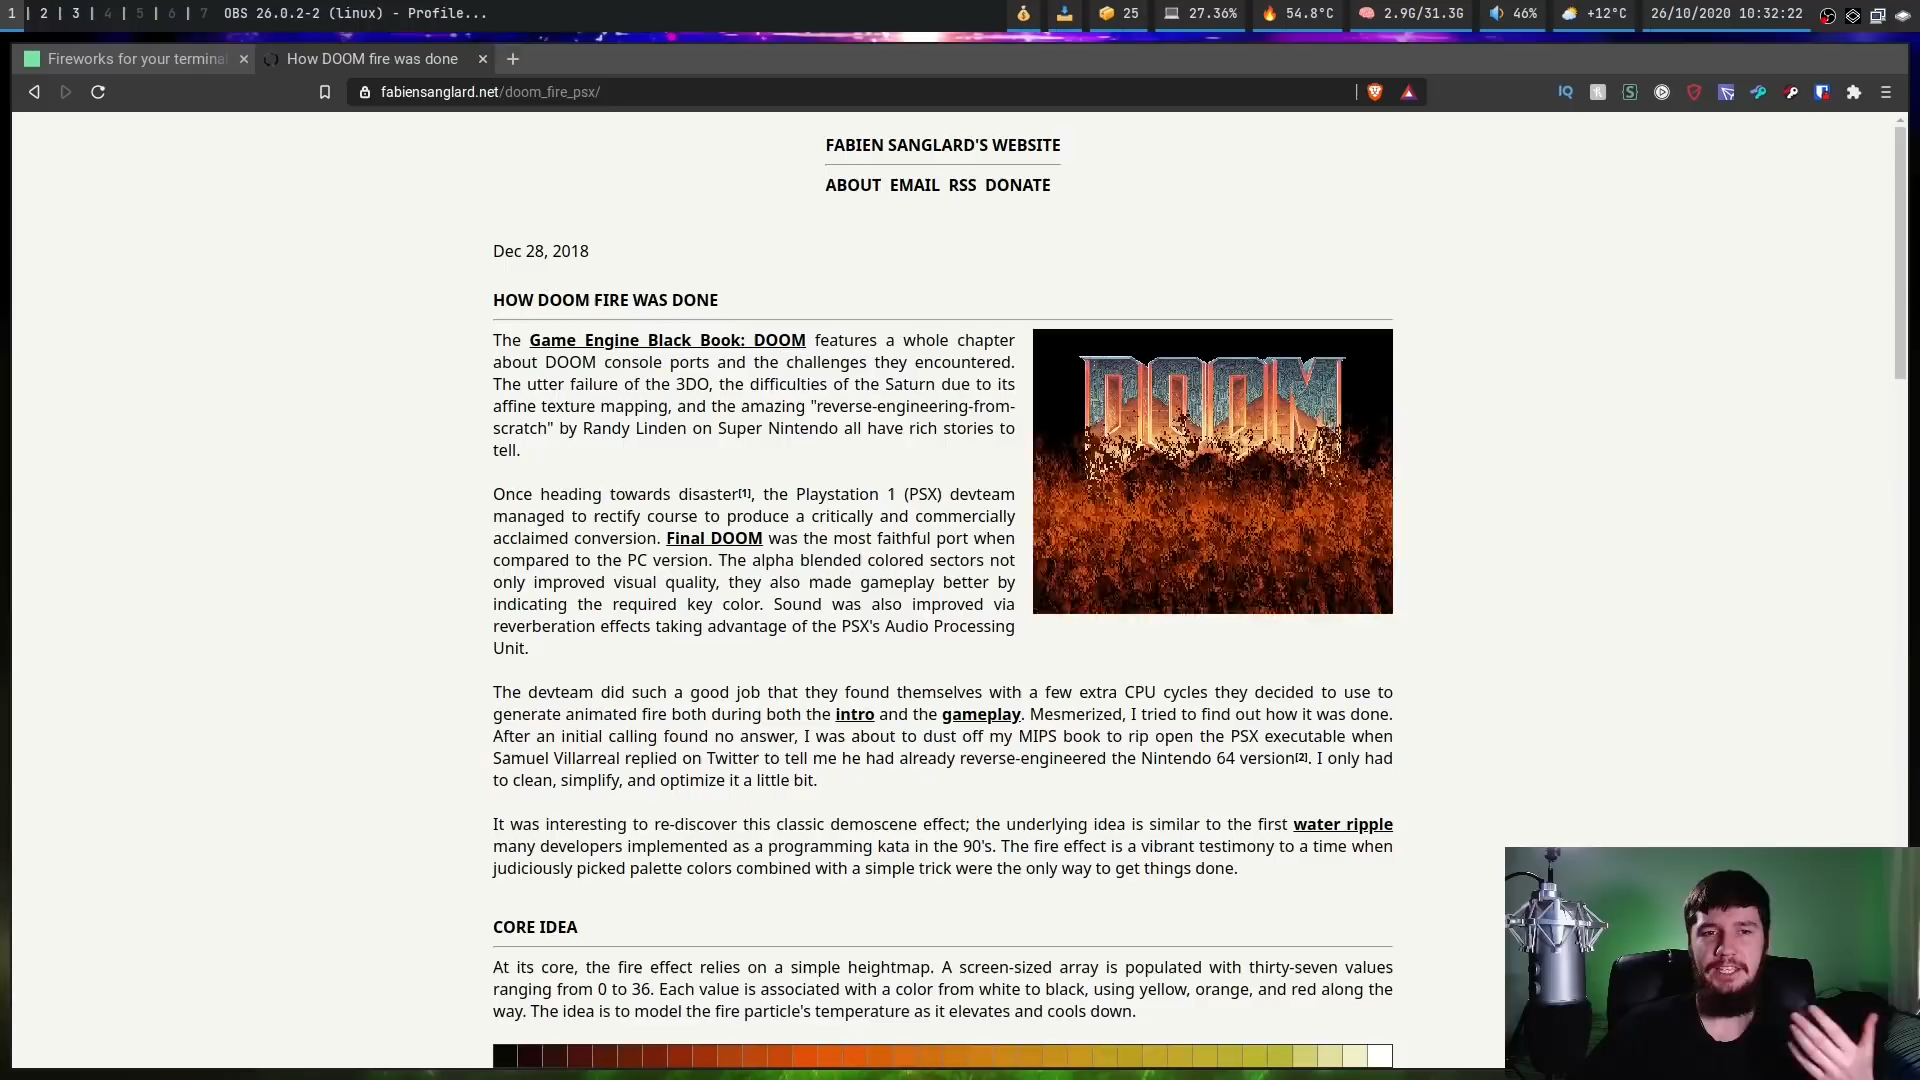 1 | 2 | 3 | 4 | 5 | 6 | 7 OBS 26.0.2-2 (linux) - Profile... 25 27.36% 54.8°C 2.9G/31.3G 46% +12°C 26/10/2020 10:32:22
Fireworks for your termina How DOOM fire was done
fabiensanglard.net/doom_fire_psx/ IQ
FABIEN SANGLARD'S WEBSITE
ABOUT EMAIL RSS DONATE
Dec 28, 2018
HOW DOOM FIRE WAS DONE
The Game Engine Black Book: DOOM features a whole chapter
about DOOM console ports and the challenges they encountered.
The utter failure of the 3DO, the difficulties of the Saturn due to its
affine texture mapping, and the amazing "reverse-engineering-from-
scratch" by Randy Linden on Super Nintendo all have rich stories to
tell.
DOOM
Once heading towards disaster[1], the Playstation 1 (PSX) devteam
managed to rectify course to produce a critically and commercially
acclaimed conversion. Final DOOM was the most faithful port when
compared to the PC version. The alpha blended colored sectors not
only improved visual quality, they also made gameplay better by
indicating the required key color. Sound was also improved via
reverberation effects taking advantage of the PSX's Audio Processing
Unit.
The devteam did such a good job that they found themselves with a few extra CPU cycles they decided to use to
generate animated fire both during both the intro and the gameplay. Mesmerized, I tried to find out how it was done.
After an initial calling found no answer, I was about to dust off my MIPS book to rip open the PSX executable when
Samuel Villarreal replied on Twitter to tell me he had already reverse-engineered the Nintendo 64 version[2]. I only had
to clean, simplify, and optimize it a little bit.
It was interesting to re-discover this classic demoscene effect; the underlying idea is similar to the first water ripple
many developers implemented as a programming kata in the 90's. The fire effect is a vibrant testimony to a time when
judiciously picked palette colors combined with a simple trick were the only way to get things done.
CORE IDEA
At its core, the fire effect relies on a simple heightmap. A screen-sized array is populated with thirty-seven values
ranging from 0 to 36. Each value is associated with a color from white to black, using yellow, orange, and red along the
way. The idea is to model the fire particle's temperature as it elevates and cools down.